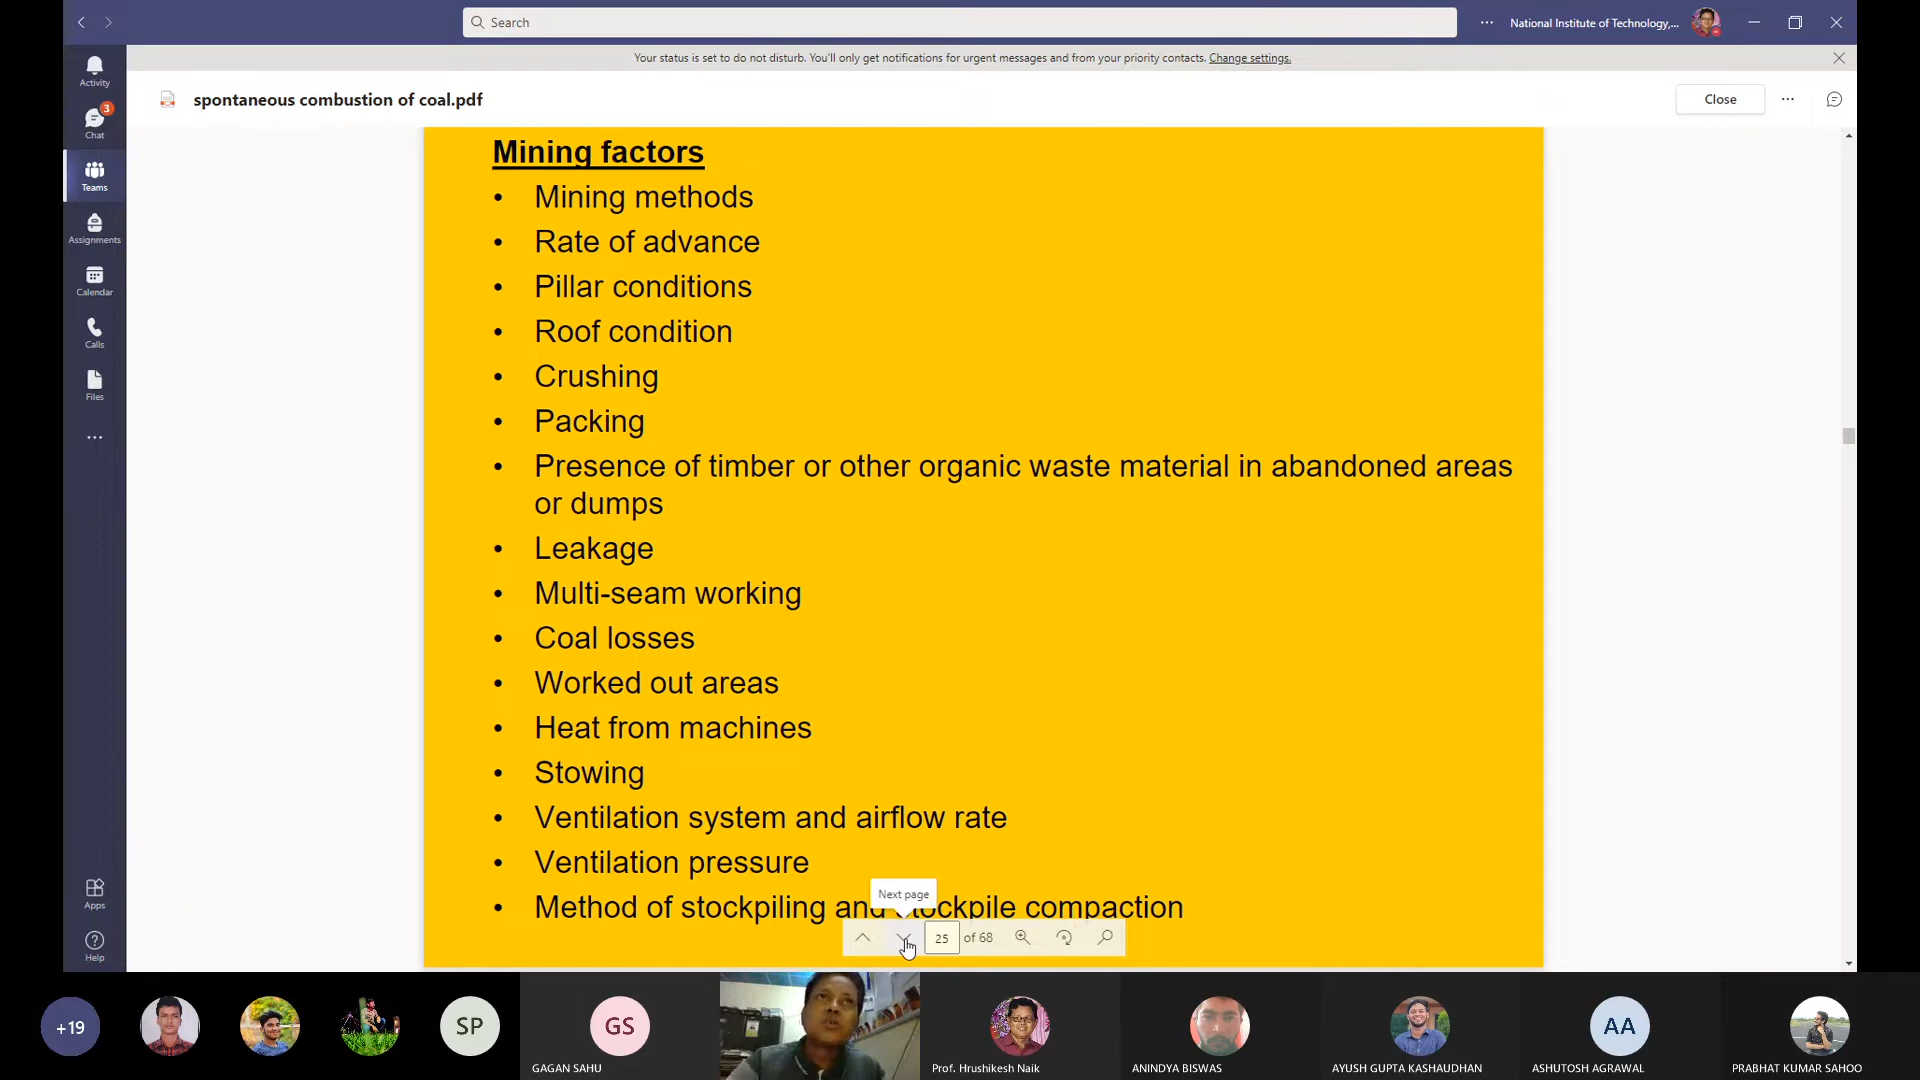 Search
National Institute of Technology,...
Your status is set to do not disturb. You'll only get notifications for urgent messages and from your priority contacts. Change settings.
Activity
3
Chat
Teams
Assignments
Calendar
Calls
Files
Apps
Help
spontaneous combustion of coal.pdf
Close
Mining factors
• Mining methods
• Rate of advance
• Pillar conditions
• Roof condition
• Crushing
• Packing
• Presence of timber or other organic waste material in abandoned areas
or dumps
• Leakage
• Multi-seam working
• Coal losses
• Worked out areas
• Heat from machines
• Stowing
• Ventilation system and airflow rate
• Ventilation pressure
• Method of stockpiling and stockpile compaction
Next page
25 of 68
+19
SP
GS
AA
GAGAN SAHU
Prof. Hrushikesh Naik
ANINDYA BISWAS
AYUSH GUPTA KASHAUDHAN
ASHUTOSH AGRAWAL
PRABHAT KUMAR SAHOO